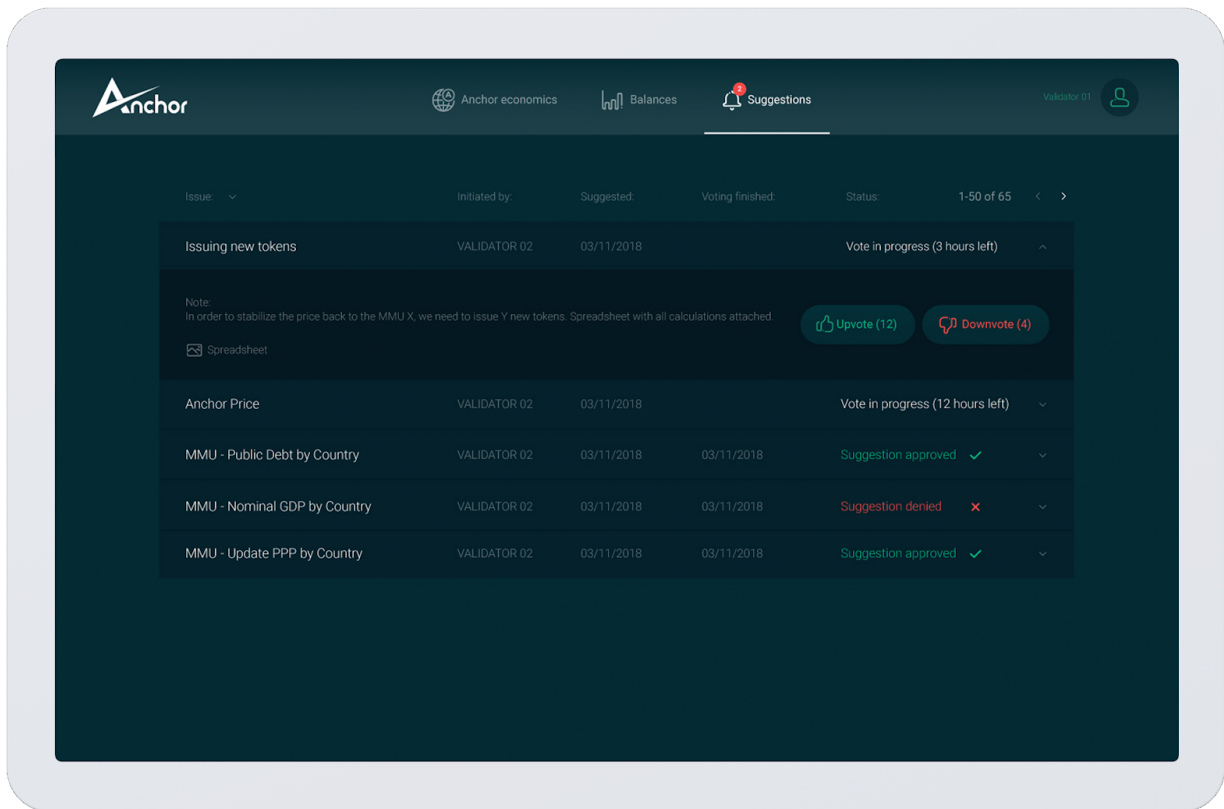 Anchor
Anchor economics
Balances
2
Suggestions
Validator 01
Issue:
Initiated by:
Suggested:
Voting finished:
Status:
1-50 of 65
Issuing new tokens
VALIDATOR 02
03/11/2018
Vote in progress (3 hours left)
Note:
In order to stabilize the price back to the MMU X, we need to issue Y new tokens. Spreadsheet with all calculations attached.
Spreadsheet
Upvote (12)
Downvote (4)
Anchor Price
VALIDATOR 02
03/11/2018
Vote in progress (12 hours left)
MMU - Public Debt by Country
VALIDATOR 02
03/11/2018
03/11/2018
Suggestion approved
MMU - Nominal GDP by Country
VALIDATOR 02
03/11/2018
03/11/2018
Suggestion denied
MMU - Update PPP by Country
VALIDATOR 02
03/11/2018
03/11/2018
Suggestion approved